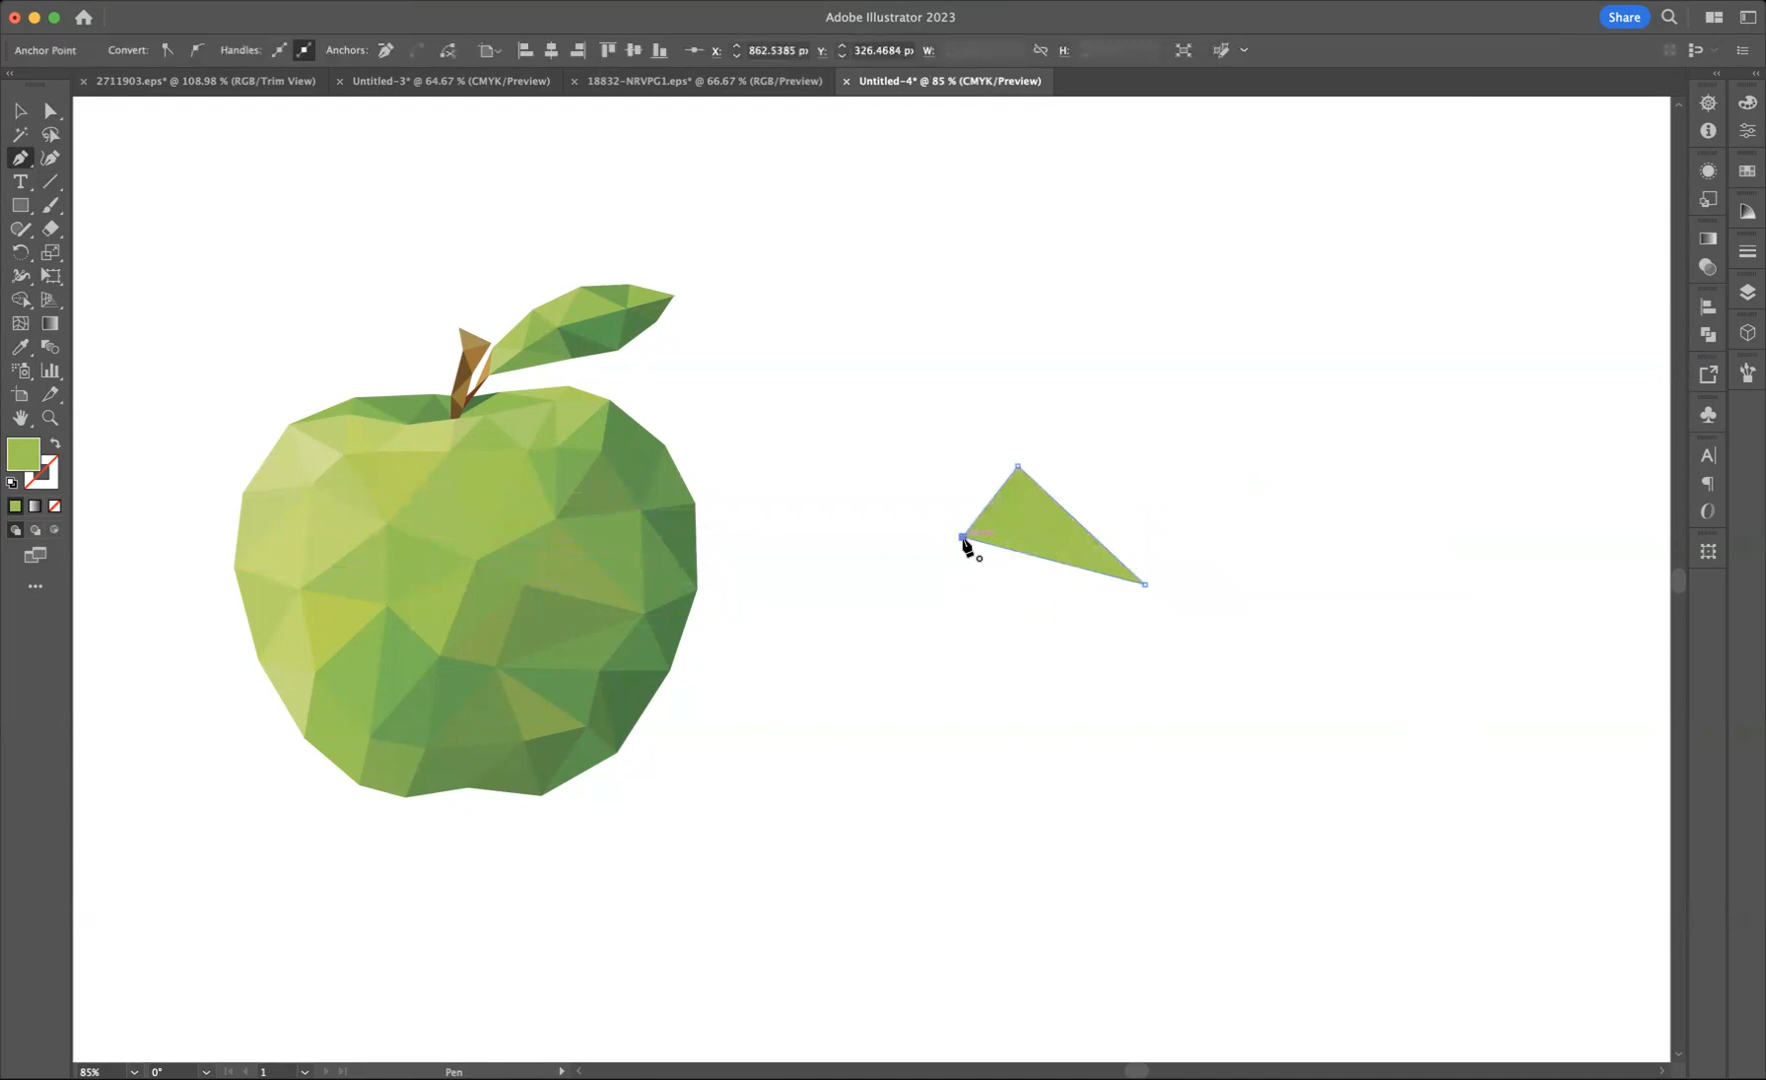 Adobe Illustrator 2023
Share
Anchor Point Convert: Handles: Anchors: X: 862.5385 px Y: 326.4684 px W: H:
2711903.eps* @ 108.98 % (RGB/Trim View) Untitled-3* @ 64.67 % (CMYK/Preview) 18832-NRVPG1.eps* @ 66.67 % (RGB/Preview) Untitled-4* @ 85 % (CMYK/Preview)
85% 0° 1 Pen